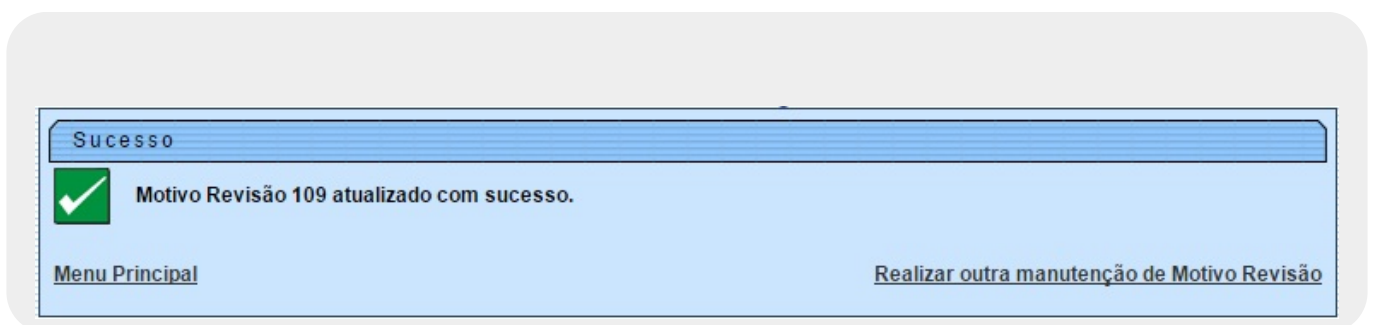 Sucesso
Motivo Revisão 109 atualizado com sucesso.
Menu Principal
Realizar outra manutenção de Motivo Revisão